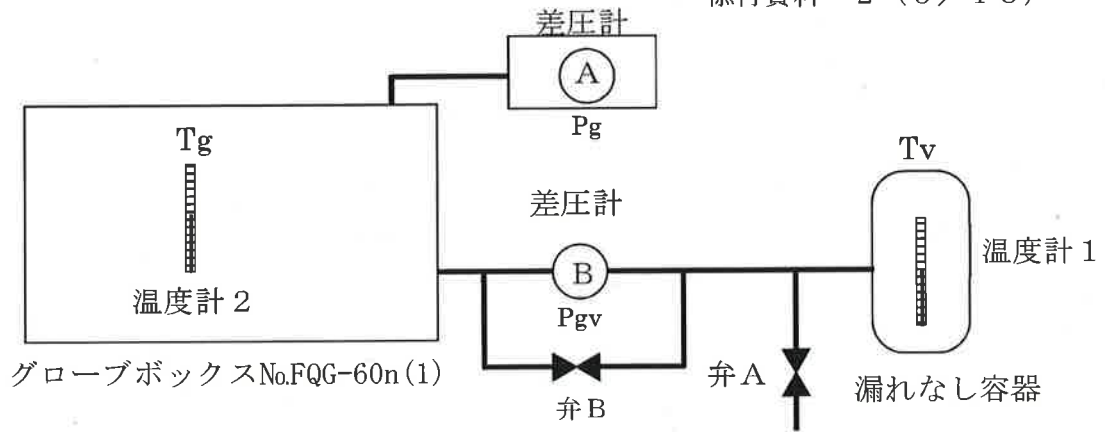 差圧計
A
Pg
Tg
温度計２
グローブボックスNo.FQG-60n(1)
差圧計
B
Pgv
弁B
弁A
Tv
温度計１
漏れなし容器